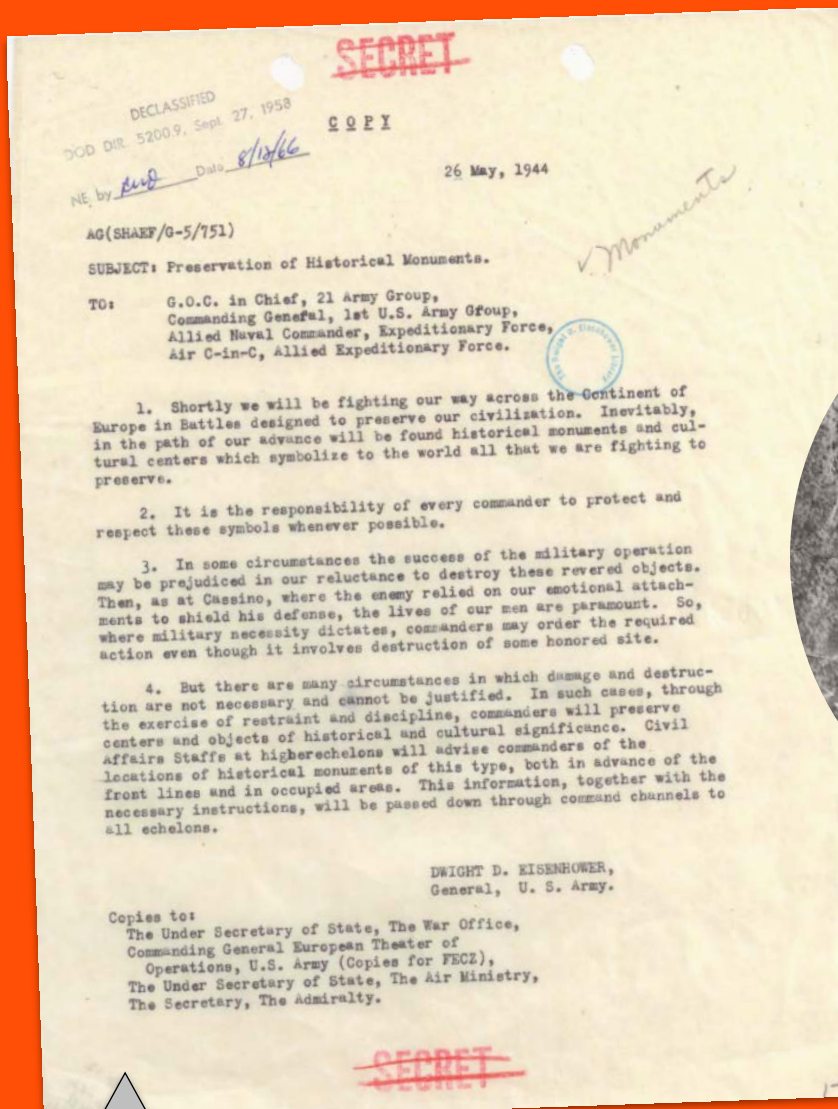 SECRET
DECLASSIFIED
DOD DIR. 5200.9, Sept. 27, 1958
NE by Date 8/12/66
COPY
26 May, 1944
Monuments
AG(SHAEF/G-5/751)
SUBJECT: Preservation of Historical Monuments.
TO: G.O.C. in Chief, 21 Army Group,
Commanding General, 1st U.S. Army Group,
Allied Naval Commander, Expeditionary Force,
Air C-in-C, Allied Expeditionary Force.
The Dwight D. Eisenhower Library
1. Shortly we will be fighting our way across the Continent of
Europe in Battles designed to preserve our civilization. Inevitably,
in the path of our advance will be found historical monuments and cul-
tural centers which symbolize to the world all that we are fighting to
preserve.
2. It is the responsibility of every commander to protect and
respect these symbols whenever possible.
3. In some circumstances the success of the military operation
may be prejudiced in our reluctance to destroy these revered objects.
Then, as at Cassino, where the enemy relied on our emotional attach-
ments to shield his defense, the lives of our men are paramount. So,
where military necessity dictates, commanders may order the required
action even though it involves destruction of some honored site.
4. But there are many circumstances in which damage and destruc-
tion are not necessary and cannot be justified. In such cases, through
the exercise of restraint and discipline, commanders will preserve
centers and objects of historical and cultural significance. Civil
Affairs Staffs at higherechelons will advise commanders of the
locations of historical monuments of this type, both in advance of the
front lines and in occupied areas. This information, together with the
necessary instructions, will be passed down through command channels to
all echelons.
DWIGHT D. EISENHOWER,
General, U. S. Army.
Copies to:
The Under Secretary of State, The War Office,
Commanding General European Theater of
Operations, U.S. Army (Copies for FECZ),
The Under Secretary of State, The Air Ministry,
The Secretary, The Admiralty.
SECRET